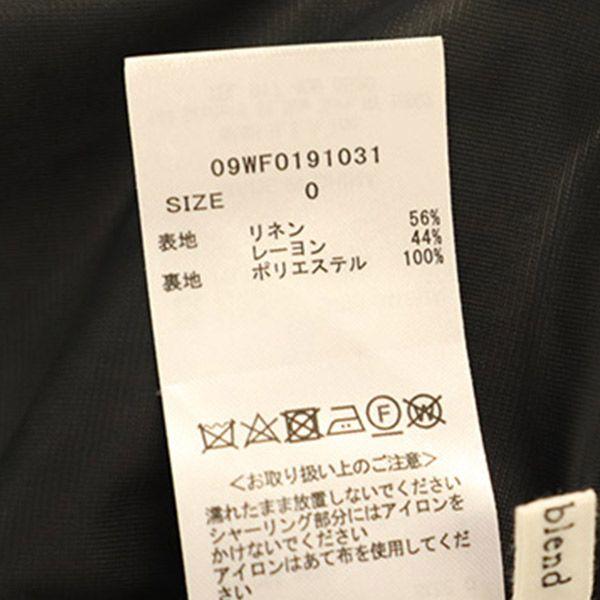 09WF0191031
SIZE 0
表地 リネン 56%
レーヨン 44%
裏地 ポリエステル 100%
F
W
<お取り扱い上のご注意>
濡れたまま放置しないでください
シャーリング部分にはアイロンを
かけないでください
アイロンはあて布を使用してくだ
さい
blend